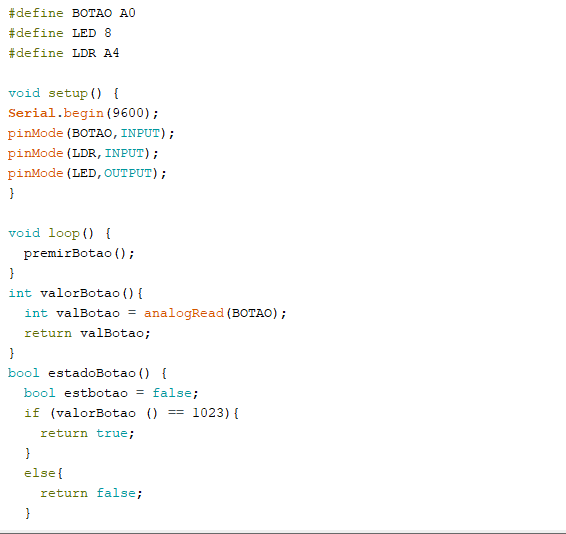 #define BOTAO A0
#define LED 8
#define LDR A4
void setup() {
Serial.begin(9600);
pinMode(BOTAO,INPUT);
pinMode(LDR,INPUT);
pinMode(LED,OUTPUT);
}
void loop() {
  premirBotao();
}
int valorBotao(){
  int valBotao = analogRead(BOTAO);
  return valBotao;
}
bool estadoBotao() {
  bool estbotao = false;
  if (valorBotao () == 1023){
    return true;
  }
  else{
    return false;
  }